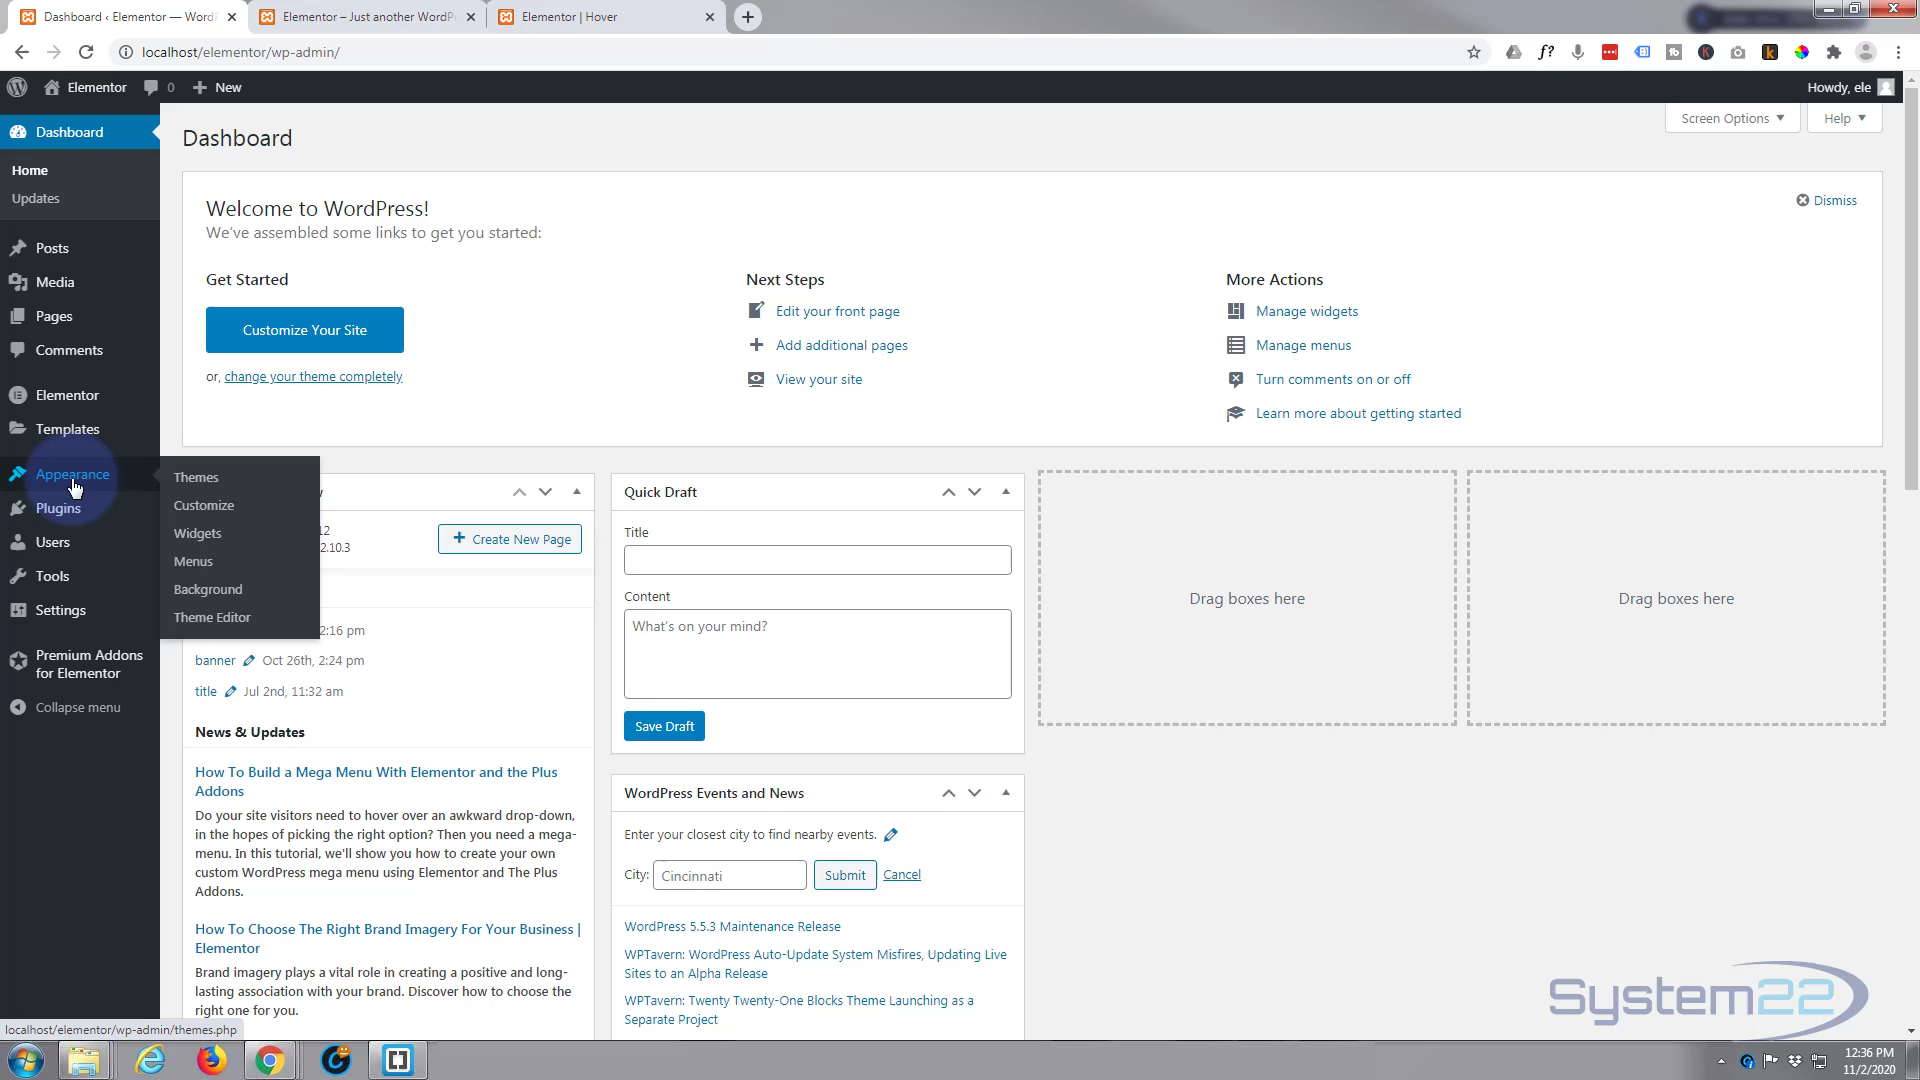 Dashboard ‹ Elementor — WordP
Elementor – Just another WordPr
Elementor | Hover
localhost/elementor/wp-admin/
Elementor
0
New
Howdy, ele
Dashboard
Home
Updates
Posts
Media
Pages
Comments
Elementor
Templates
Appearance
Plugins
Users
Tools
Settings
Premium Addons
for Elementor
Collapse menu
Themes
Customize
Widgets
Menus
Background
Theme Editor
Dashboard
Screen Options
Help
Welcome to WordPress!
We've assembled some links to get you started:
Dismiss
Get Started
Customize Your Site
or, change your theme completely
Next Steps
Edit your front page
Add additional pages
View your site
More Actions
Manage widgets
Manage menus
Turn comments on or off
Learn more about getting started
12
2.10.3
Create New Page
2:16 pm
banner Oct 26th, 2:24 pm
title Jul 2nd, 11:32 am
News & Updates
How To Build a Mega Menu With Elementor and the Plus
Addons
Do your site visitors need to hover over an awkward drop-down,
in the hopes of picking the right option? Then you need a mega-
menu. In this tutorial, we'll show you how to create your own
custom WordPress mega menu using Elementor and The Plus
Addons.
How To Choose The Right Brand Imagery For Your Business |
Elementor
Brand imagery plays a vital role in creating a positive and long-
lasting association with your brand. Discover how to choose the
right one for you.
Quick Draft
Title
Content
What's on your mind?
Save Draft
WordPress Events and News
Enter your closest city to find nearby events.
City: Cincinnati Submit Cancel
WordPress 5.5.3 Maintenance Release
WPTavern: WordPress Auto-Update System Misfires, Updating Live
Sites to an Alpha Release
WPTavern: Twenty Twenty-One Blocks Theme Launching as a
Separate Project
Drag boxes here
Drag boxes here
System22
localhost/elementor/wp-admin/themes.php
12:36 PM
11/2/2020